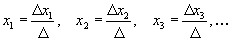 x₁ = Δx₁/Δ, x₂ = Δx₂/Δ, x₃ = Δx₃/Δ, …